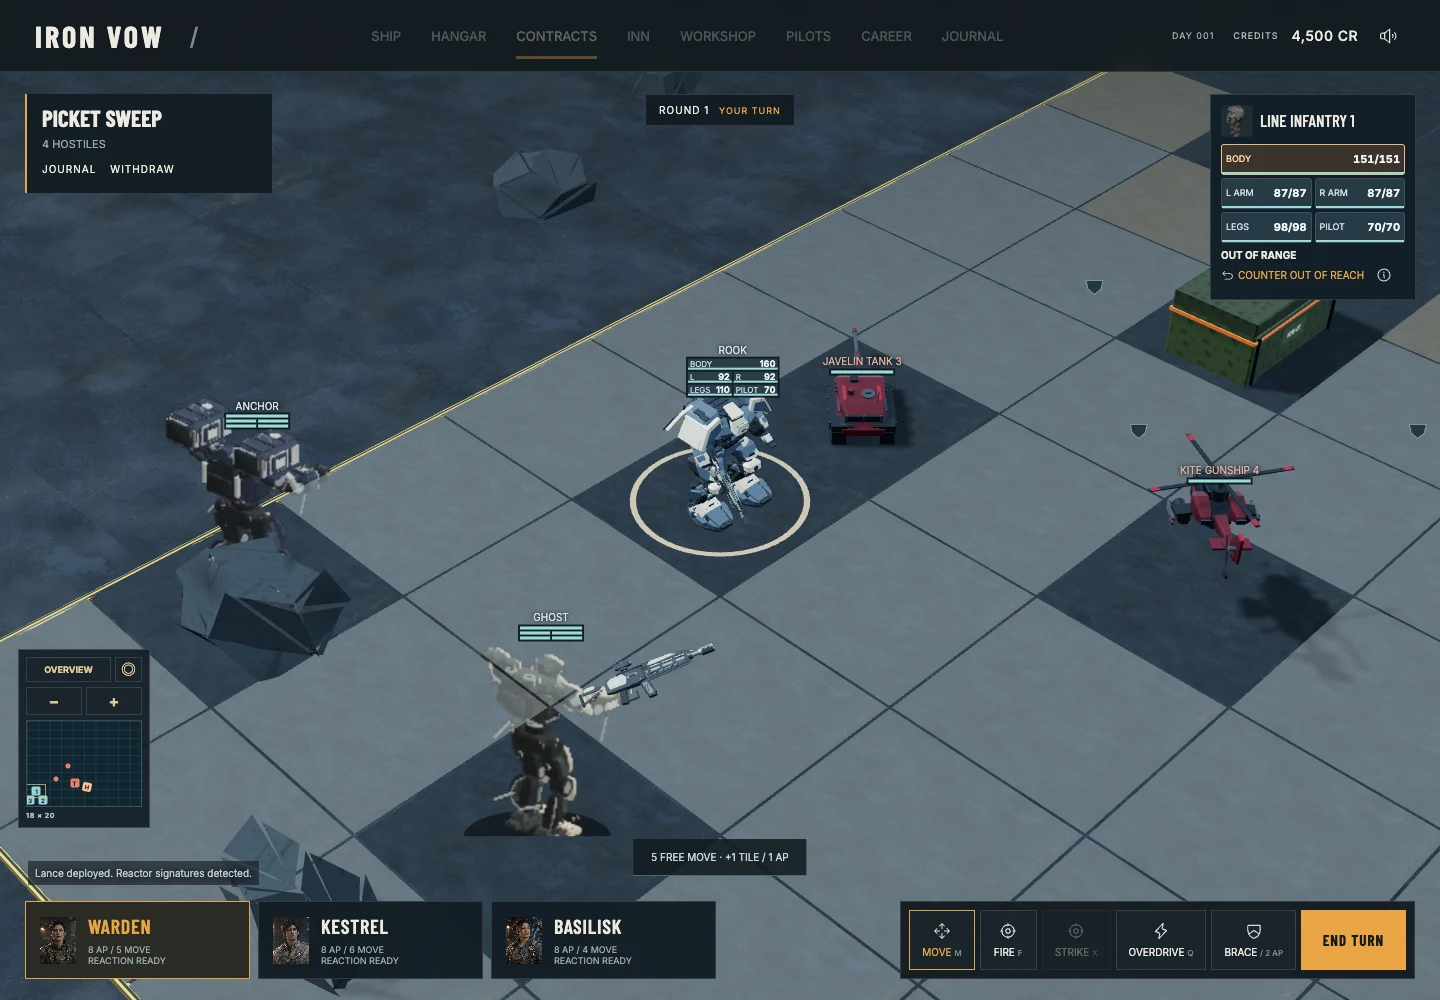 IRON VOW /
SHIP HANGAR CONTRACTS INN WORKSHOP PILOTS CAREER JOURNAL
DAY 001 CREDITS 4,500 CR
PICKET SWEEP
4 HOSTILES
JOURNAL WITHDRAW
ROUND 1 YOUR TURN
LINE INFANTRY 1
BODY 151/151
L ARM 87/87 R ARM 87/87
LEGS 98/98 PILOT 70/70
OUT OF RANGE
COUNTER OUT OF REACH
ROOK
BODY 160
L 92 R 92
LEGS 110 PILOT 70
JAVELIN TANK 3
ANCHOR
KITE GUNSHIP 4
GHOST
OVERVIEW
− +
T H
1
3 2
18 × 20
5 FREE MOVE · +1 TILE / 1 AP
Lance deployed. Reactor signatures detected.
WARDEN
8 AP / 5 MOVE
REACTION READY
KESTREL
8 AP / 6 MOVE
REACTION READY
BASILISK
8 AP / 4 MOVE
REACTION READY
MOVE M
FIRE F
STRIKE X
OVERDRIVE Q
BRACE / 2 AP
END TURN